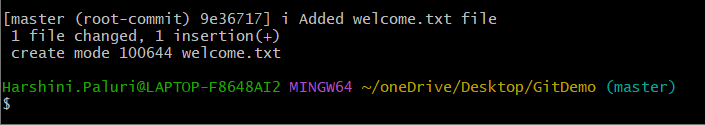 [master (root-commit) 9e36717] i Added welcome.txt file
1 file changed, 1 insertion(+)
create mode 100644 welcome.txt
Harshini.Paluri@LAPTOP-F8648AI2 MINGW64 ~/oneDrive/Desktop/GitDemo (master)
$